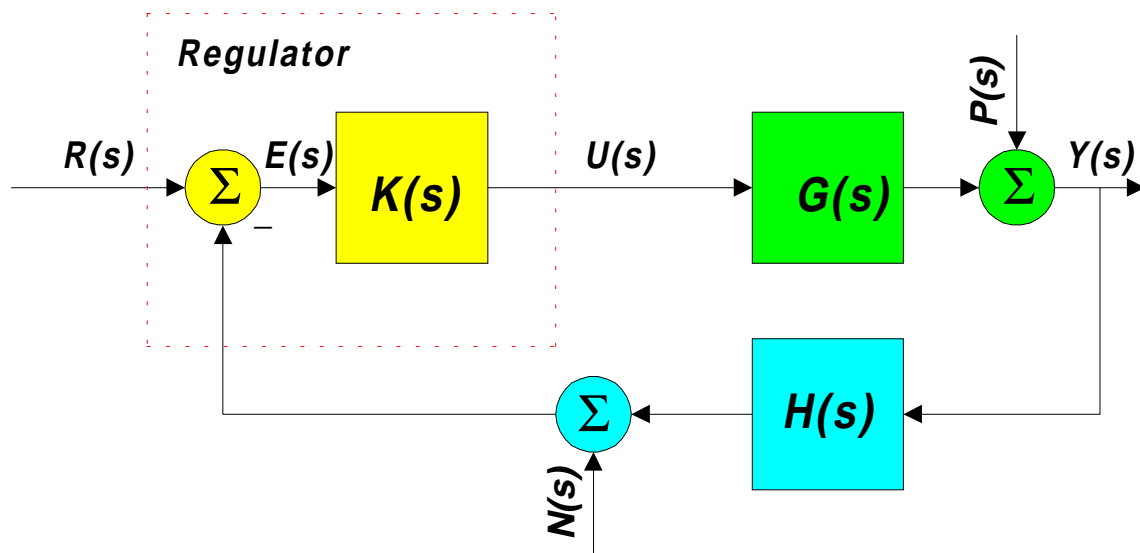 Regulator
P(s)
R(s)
Σ
E(s)
K(s)
U(s)
G(s)
Σ
Y(s)
–
Σ
H(s)
N(s)